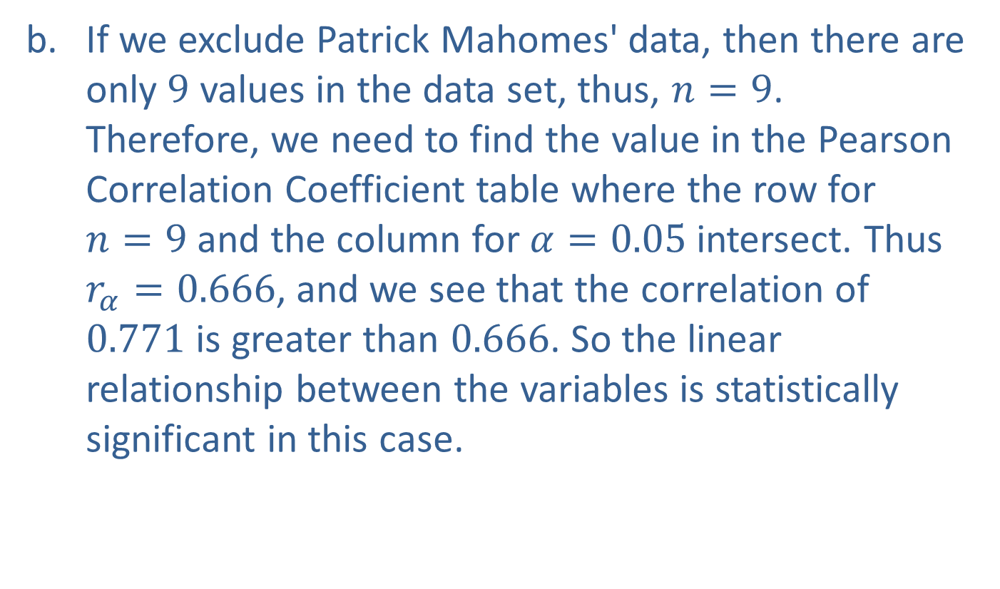 b. If we exclude Patrick Mahomes' data, then there are
only 9 values in the data set, thus, n = 9.
Therefore, we need to find the value in the Pearson
Correlation Coefficient table where the row for
n = 9 and the column for α = 0.05 intersect. Thus
rα = 0.666, and we see that the correlation of
0.771 is greater than 0.666. So the linear
relationship between the variables is statistically
significant in this case.